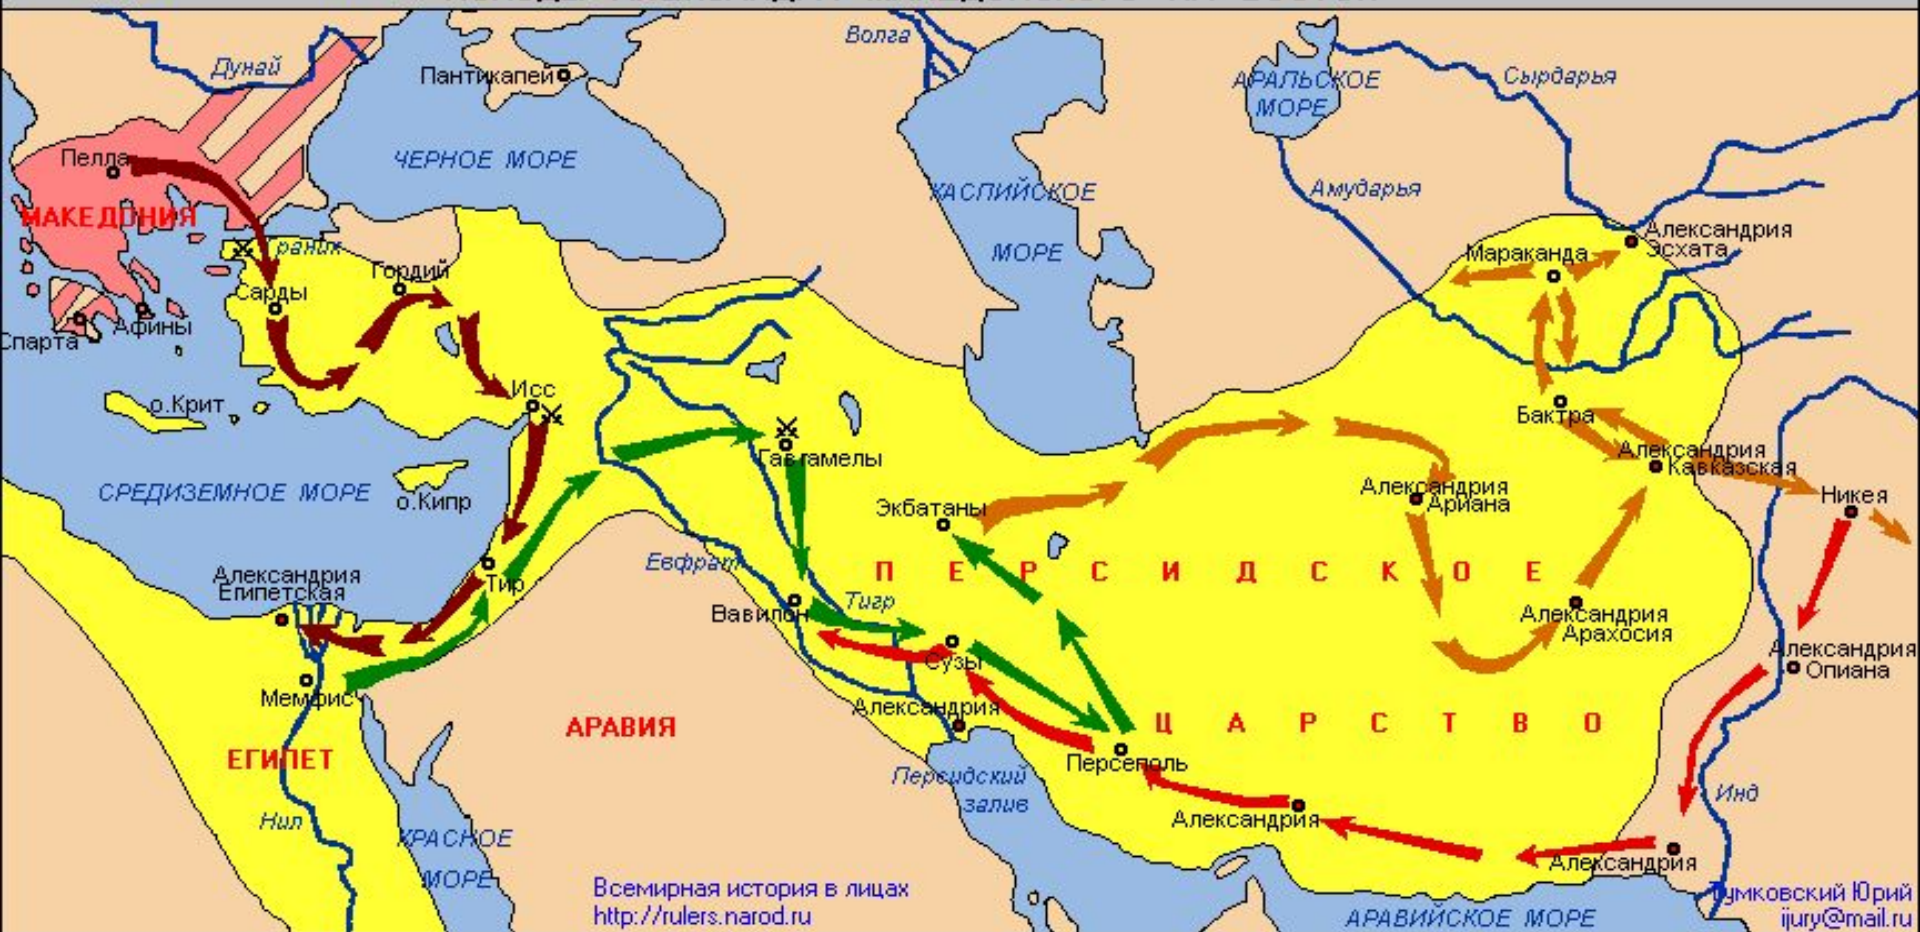 Дунай
Волга
Пантикапей
АРАЛЬСКОЕ
МОРЕ
Сырдарья
ЧЕРНОЕ МОРЕ
Пелла
КАСПИЙСКОЕ
МОРЕ
Амударья
МАКЕДОНИЯ
Граник
Гордий
Сарды
Мараканда
Александрия
Эсхата
Спарта
Афины
Исс
о.Крит
Бактра
Гавгамелы
Александрия
Кавказская
СРЕДИЗЕМНОЕ МОРЕ
о.Кипр
Экбатаны
Александрия
Ариана
Никея
Евфрат
ПЕРСИДСКОЕ
Александрия
Египетская
Тир
Вавилон
Тигр
Александрия
Арахосия
Сузы
Александрия
Опиана
Мемфис
Александрия
АРАВИЯ
ЦАРСТВО
ЕГИПЕТ
Персеполь
Персидский
залив
Инд
Нил
Александрия
КРАСНОЕ
МОРЕ
Александрия
Всемирная история в лицах
http://rulers.narod.ru
АРАВИЙСКОЕ МОРЕ
Тумковский Юрий
ijury@mail.ru